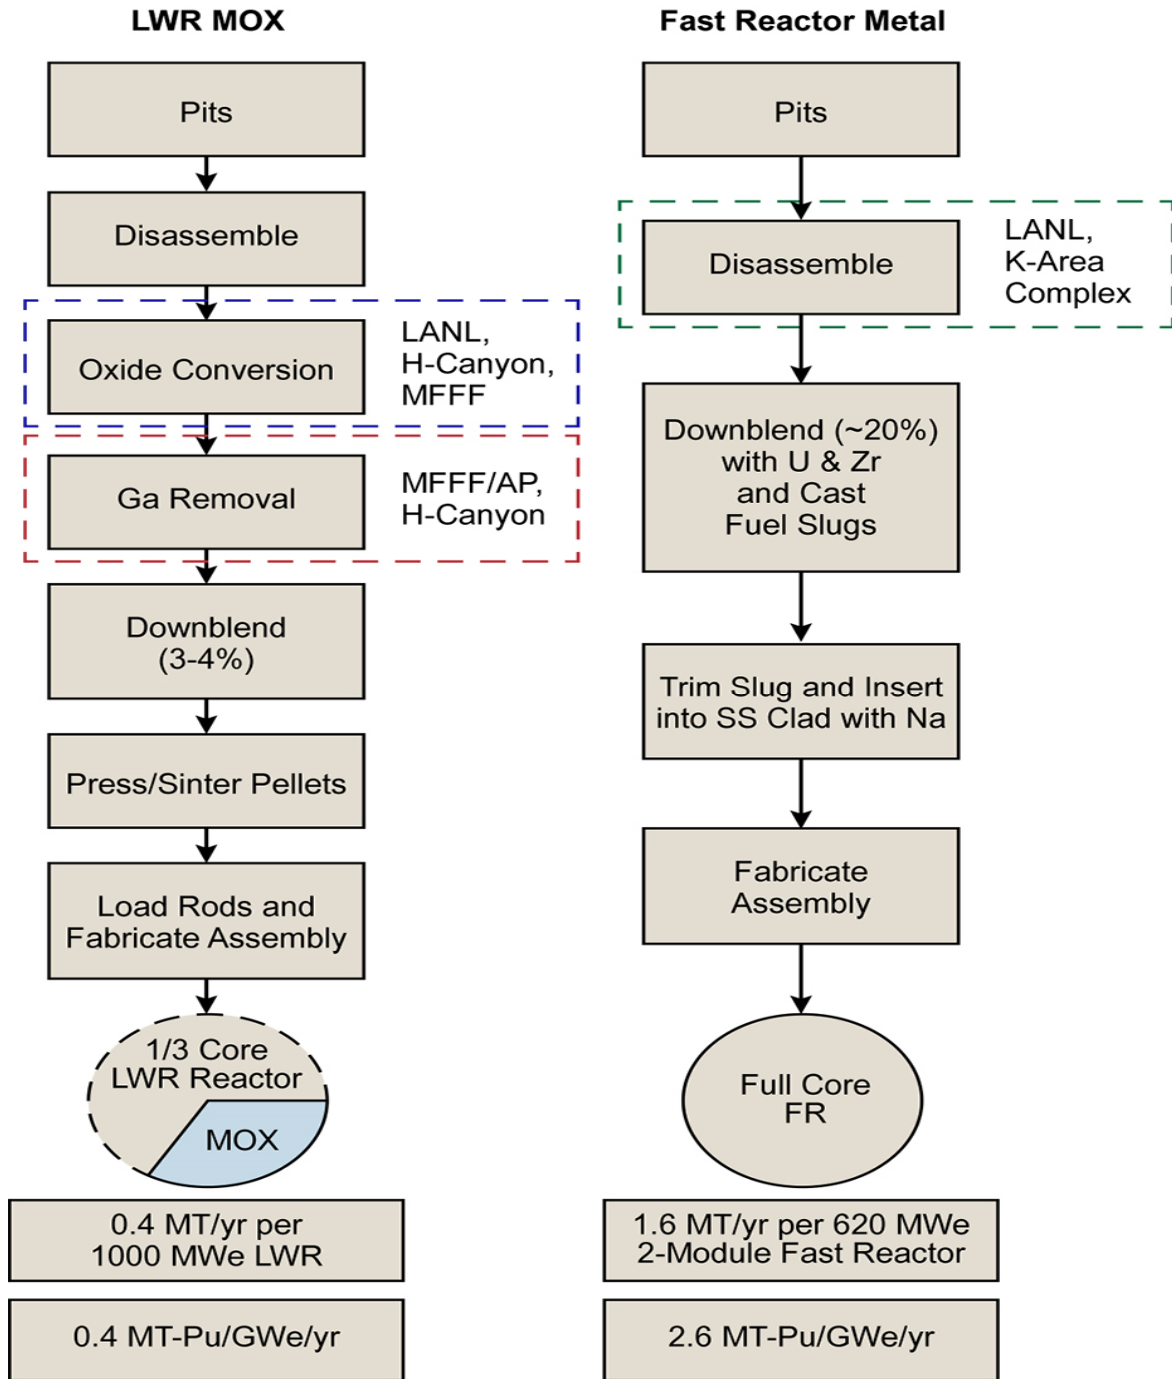 LWR MOX
Pits
Disassemble
Oxide Conversion
LANL,
H-Canyon,
MFFF
Ga Removal
MFFF/AP,
H-Canyon
Downblend
(3-4%)
Press/Sinter Pellets
Load Rods and
Fabricate Assembly
1/3 Core
LWR Reactor
MOX
0.4 MT/yr per
1000 MWe LWR
0.4 MT-Pu/GWe/yr
Fast Reactor Metal
Pits
Disassemble
LANL,
K-Area
Complex
Downblend (~20%)
with U & Zr
and Cast
Fuel Slugs
Trim Slug and Insert
into SS Clad with Na
Fabricate
Assembly
Full Core
FR
1.6 MT/yr per 620 MWe
2-Module Fast Reactor
2.6 MT-Pu/GWe/yr